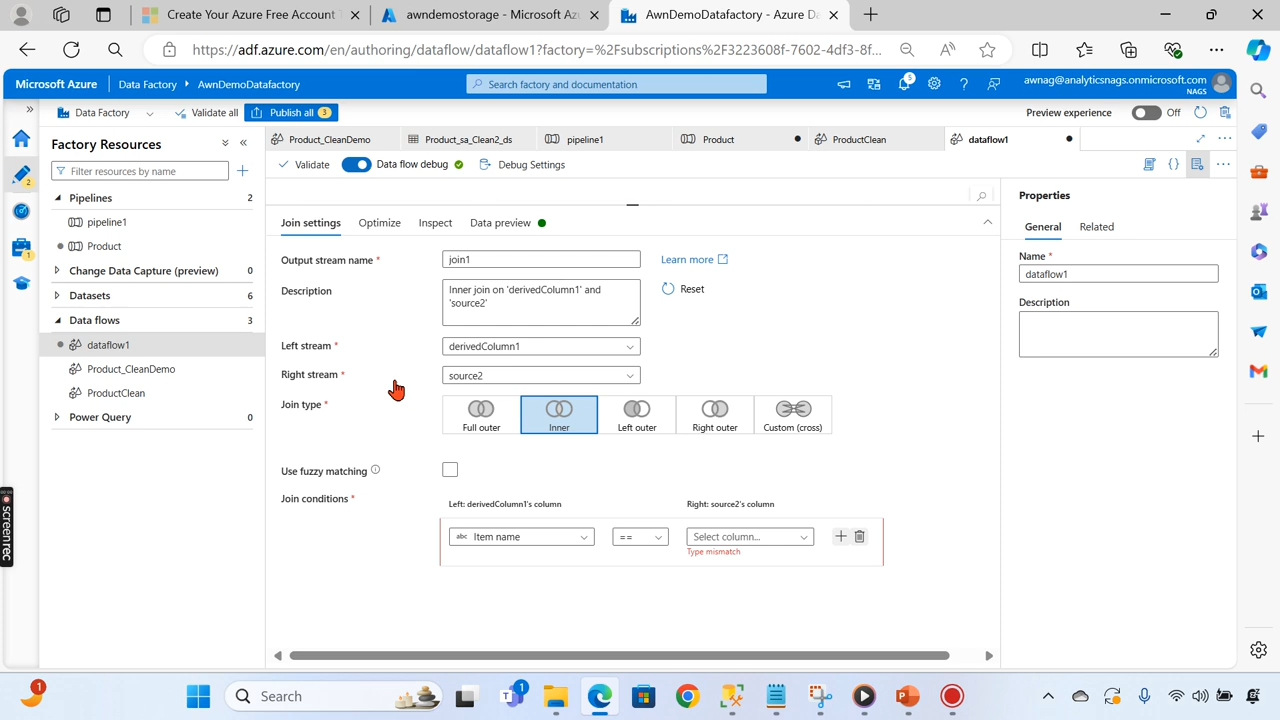 Create Your Azure Free Account
awndemostorage - Microsoft Az
AwnDemoDatafactory - Azure Da
https://adf.azure.com/en/authoring/dataflow/dataflow1?factory=%2Fsubscriptions%2F3223608f-7602-4df3-8f...
Microsoft Azure
Data Factory
AwnDemoDatafactory
Search factory and documentation
5
awnag@analyticsnags.onmicrosoft.com
NAGS
Data Factory
Validate all
Publish all
3
Preview experience
Off
Factory Resources
Filter resources by name
Pipelines
2
pipeline1
Product
Change Data Capture (preview)
0
Datasets
6
Data flows
3
dataflow1
Product_CleanDemo
ProductClean
Power Query
0
2
1
Product_CleanDemo
Product_sa_Clean2_ds
pipeline1
Product
ProductClean
dataflow1
Validate
Data flow debug
Debug Settings
Join settings
Optimize
Inspect
Data preview
Output stream name *
join1
Learn more
Description
Inner join on 'derivedColumn1' and
'source2'
Reset
Left stream *
derivedColumn1
Right stream *
source2
Join type *
Full outer
Inner
Left outer
Right outer
Custom (cross)
Use fuzzy matching
Join conditions *
Left: derivedColumn1's column
Right: source2's column
abc Item name
==
Select column...
Type mismatch
Properties
General
Related
Name *
dataflow1
Description
screenrec
1
Search
1